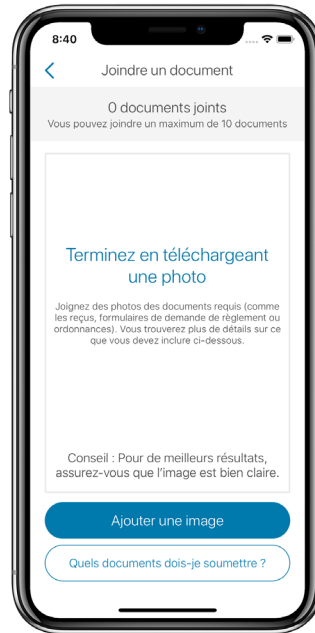 8:40
Joindre un document
0 documents joints
Vous pouvez joindre un maximum de 10 documents
Terminez en téléchargeant
une photo
Joignez des photos des documents requis (comme
les reçus, formulaires de demande de règlement ou
ordonnances). Vous trouverez plus de détails sur ce
que vous devez inclure ci-dessous.
Conseil : Pour de meilleurs résultats,
assurez-vous que l'image est bien claire.
Ajouter une image
Quels documents dois-je soumettre ?